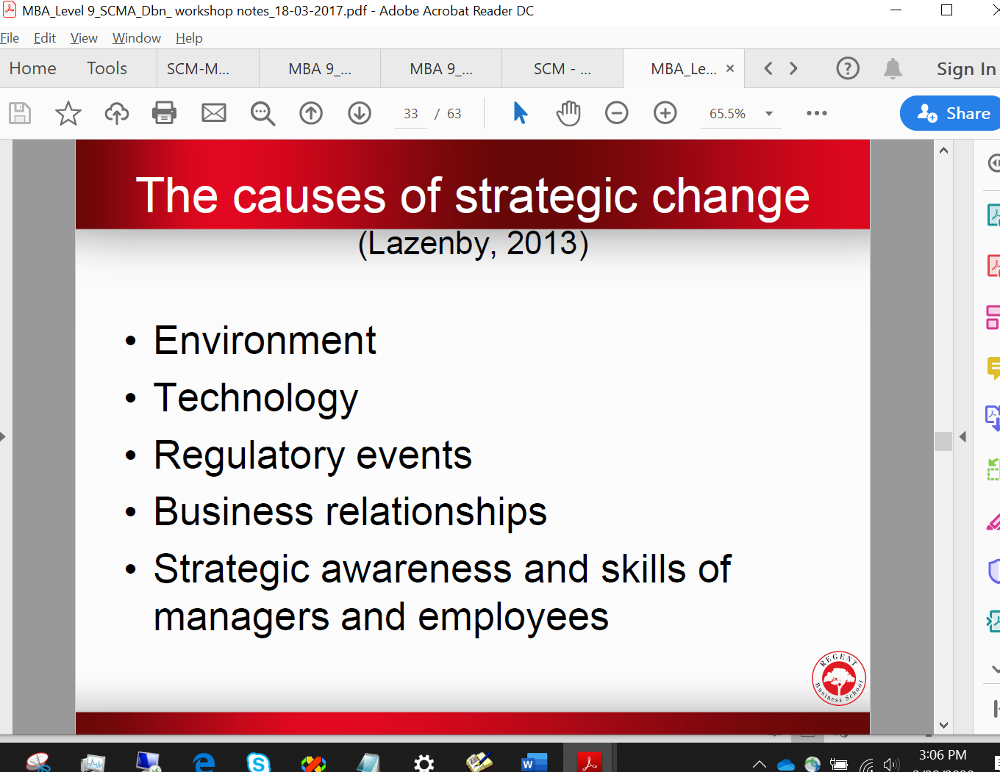 MBA_Level 9_SCMA_Dbn_ workshop notes_18-03-2017.pdf - Adobe Acrobat Reader DC
File Edit View Window Help
Home Tools SCM-M... MBA 9_... MBA 9_... SCM - ... MBA_Le... × Sign In
33 / 63 65.5% Share
The causes of strategic change
(Lazenby, 2013)
• Environment
• Technology
• Regulatory events
• Business relationships
• Strategic awareness and skills of
managers and employees
REGENT
Business School
3:06 PM